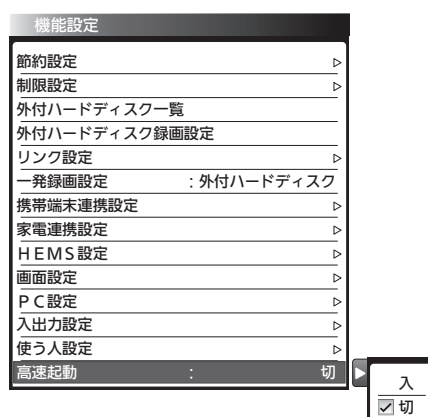 機能設定
節約設定
制限設定
外付ハードディスク一覧
外付ハードディスク録画設定
リンク設定
一発録画設定 ：外付ハードディスク
携帯端末連携設定
家電連携設定
ＨＥＭＳ設定
画面設定
ＰＣ設定
入出力設定
使う人設定
高速起動 ： 切
入
切